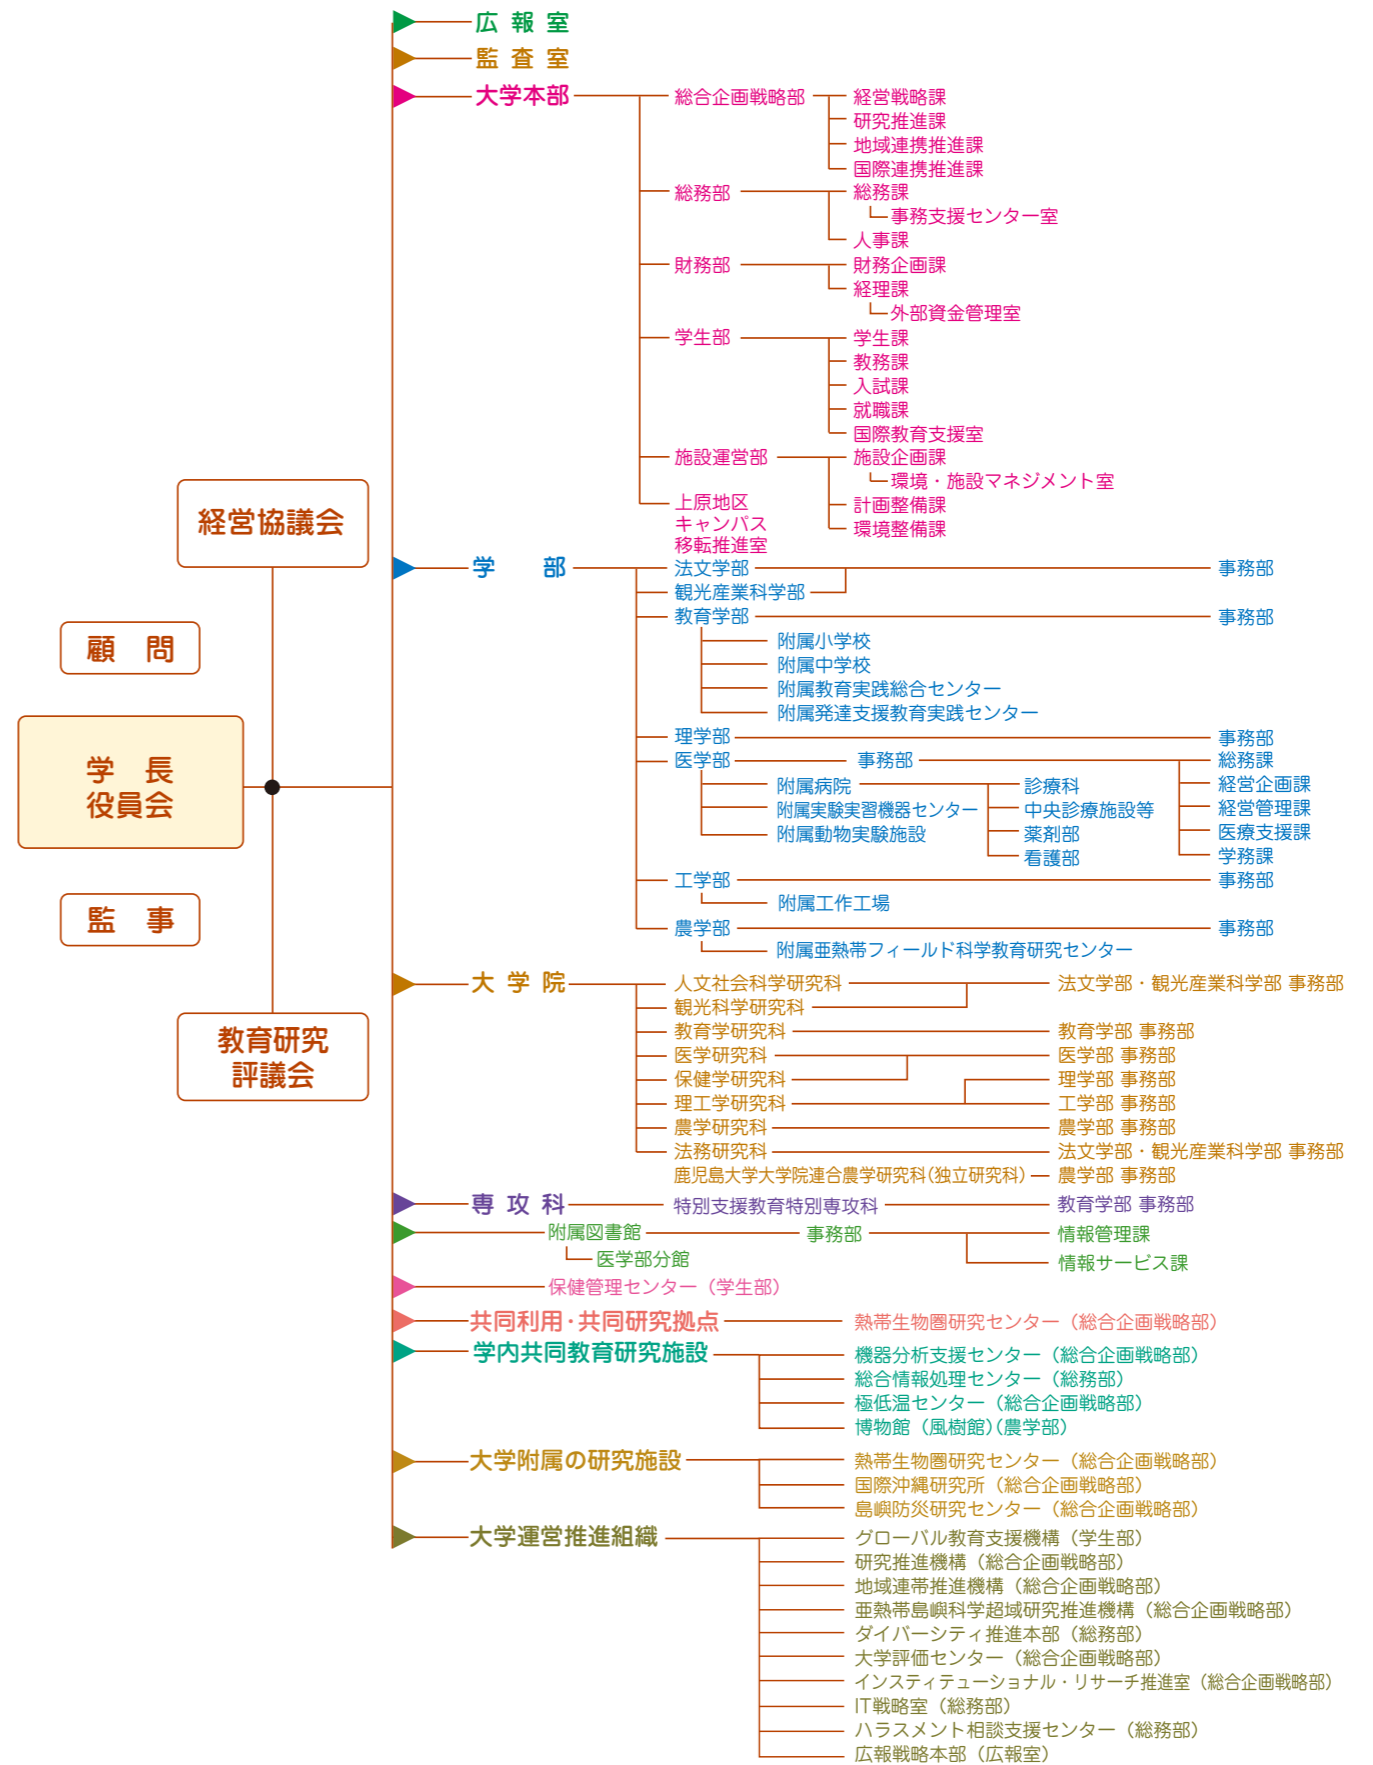 広報室
監査室
大学本部
総合企画戦略部
経営戦略課
研究推進課
地域連携推進課
国際連携推進課
総務部
総務課
事務支援センター室
人事課
財務部
財務企画課
経理課
外部資金管理室
学生部
学生課
教務課
入試課
就職課
国際教育支援室
施設運営部
施設企画課
環境・施設マネジメント室
計画整備課
環境整備課
上原地区
キャンパス
移転推進室
経営協議会
顧 問
学 長
役員会
監 事
教育研究
評議会
学 部
法文学部
事務部
観光産業科学部
教育学部
事務部
附属小学校
附属中学校
附属教育実践総合センター
附属発達支援教育実践センター
理学部
事務部
医学部
事務部
総務課
経営企画課
経営管理課
医療支援課
学務課
附属病院
診療科
中央診療施設等
薬剤部
看護部
附属実験実習機器センター
附属動物実験施設
工学部
事務部
附属工作工場
農学部
事務部
附属亜熱帯フィールド科学教育研究センター
大学院
人文社会科学研究科
法文学部・観光産業科学部 事務部
観光科学研究科
教育学研究科
教育学部 事務部
医学研究科
医学部 事務部
保健学研究科
理学部 事務部
理工学研究科
工学部 事務部
農学研究科
農学部 事務部
法務研究科
法文学部・観光産業科学部 事務部
鹿児島大学大学院連合農学研究科(独立研究科)
農学部 事務部
専攻科
特別支援教育特別専攻科
教育学部 事務部
附属図書館
事務部
情報管理課
医学部分館
情報サービス課
保健管理センター（学生部）
共同利用・共同研究拠点
熱帯生物圏研究センター（総合企画戦略部）
学内共同教育研究施設
機器分析支援センター（総合企画戦略部）
総合情報処理センター（総務部）
極低温センター（総合企画戦略部）
博物館（風樹館）（農学部）
大学附属の研究施設
熱帯生物圏研究センター（総合企画戦略部）
国際沖縄研究所（総合企画戦略部）
島嶼防災研究センター（総合企画戦略部）
大学運営推進組織
グローバル教育支援機構（学生部）
研究推進機構（総合企画戦略部）
地域連帯推進機構（総合企画戦略部）
亜熱帯島嶼科学超域研究推進機構（総合企画戦略部）
ダイバーシティ推進本部（総務部）
大学評価センター（総合企画戦略部）
インスティテューショナル・リサーチ推進室（総合企画戦略部）
IT戦略室（総務部）
ハラスメント相談支援センター（総務部）
広報戦略本部（広報室）